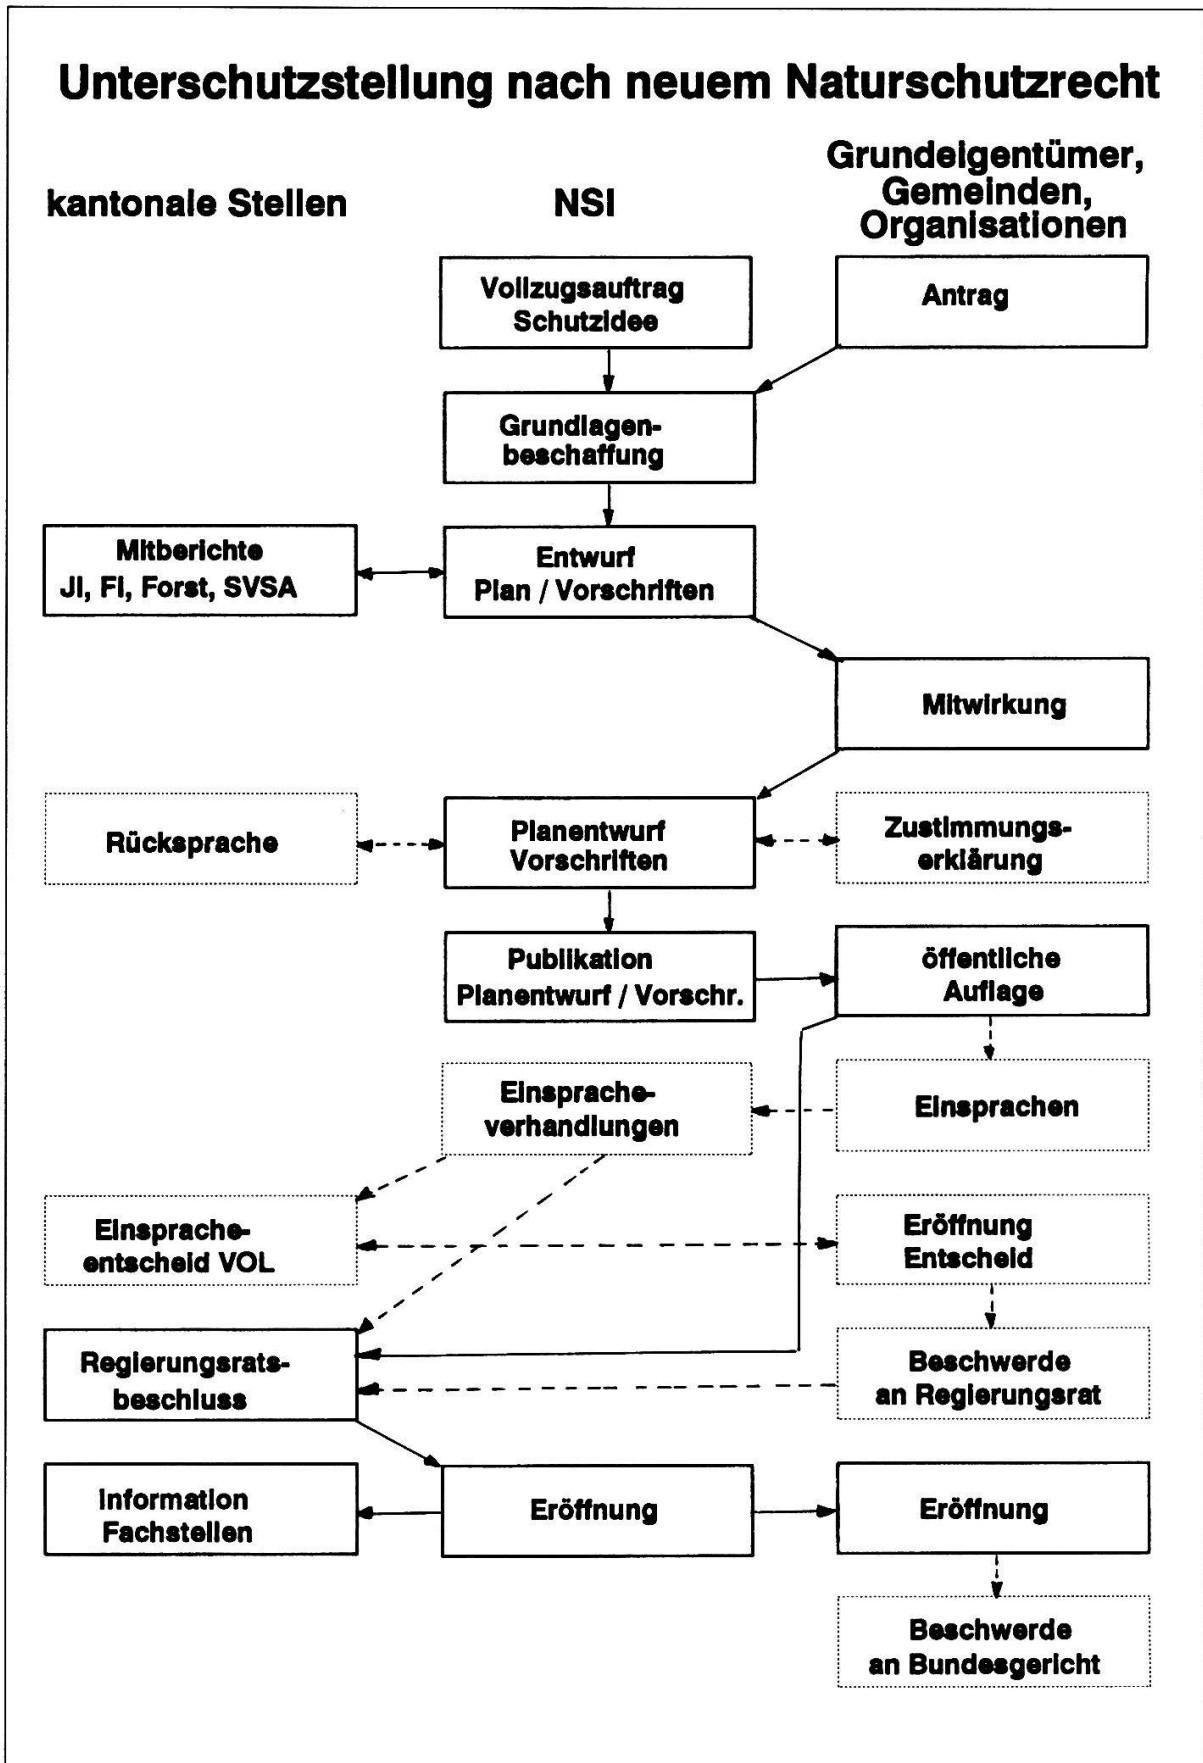 Unterschutzstellung nach neuem Naturschutzrecht
kantonale Stellen
NSI
Grundeigentümer,
Gemeinden,
Organisationen
Vollzugsauftrag
Schutzidee
Antrag
Grundlagen-
beschaffung
Mitberichte
JI, FI, Forst, SVSA
Entwurf
Plan / Vorschriften
Mitwirkung
Rücksprache
Planentwurf
Vorschriften
Zustimmungs-
erklärung
Publikation
Planentwurf / Vorschr.
öffentliche
Auflage
Einsprache-
verhandlungen
Einsprachen
Einsprache-
entscheid VOL
Eröffnung
Entscheid
Regierungsrats-
beschluss
Beschwerde
an Regierungsrat
Information
Fachstellen
Eröffnung
Eröffnung
Beschwerde
an Bundesgericht